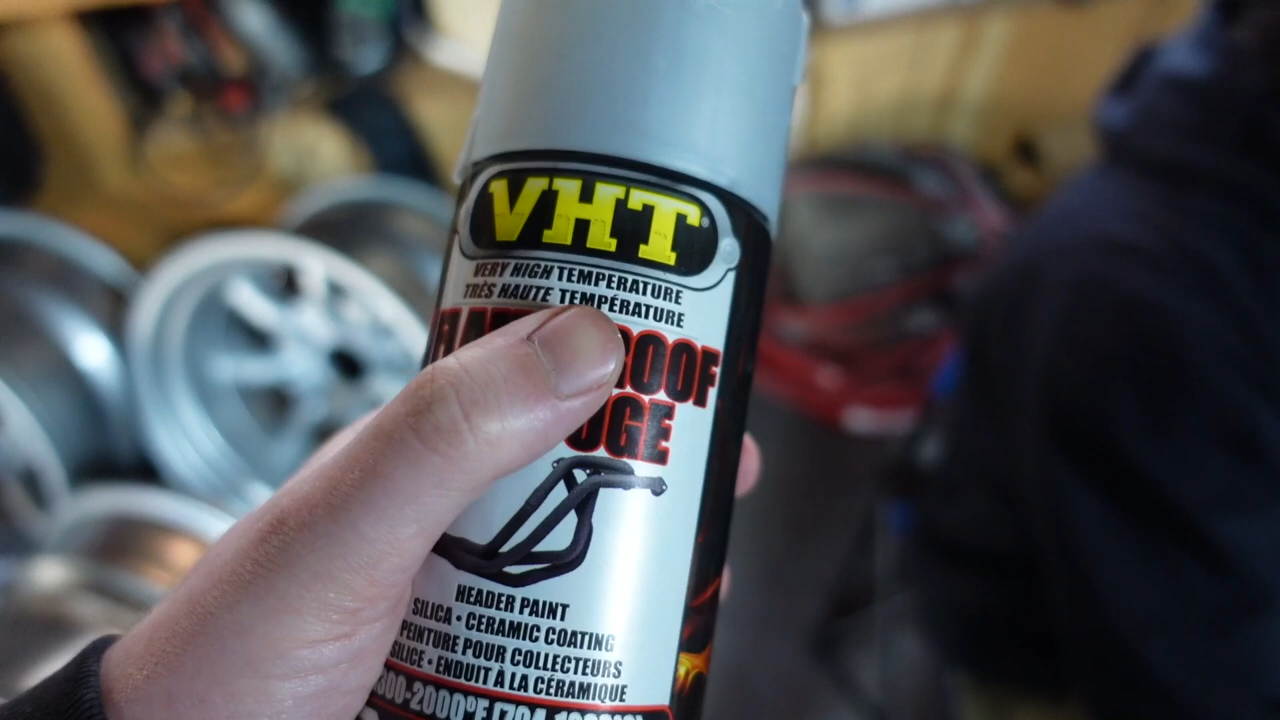 VHT
VERY HIGH TEMPERATURE
TRÈS HAUTE TEMPÉRATURE
HEADER PAINT
SILICA • CERAMIC COATING
PEINTURE POUR COLLECTEURS
SILICE • ENDUIT À LA CÉRAMIQUE